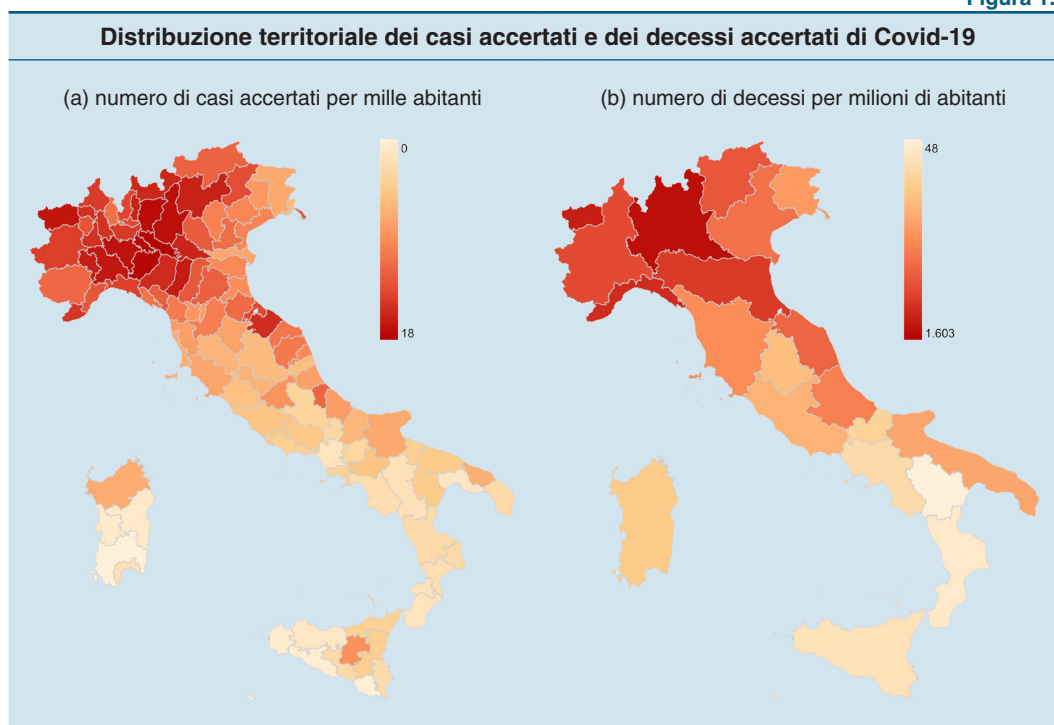 Figura 1.
Distribuzione territoriale dei casi accertati e dei decessi accertati di Covid-19
(a) numero di casi accertati per mille abitanti
(b) numero di decessi per milioni di abitanti
0
18
48
1.603